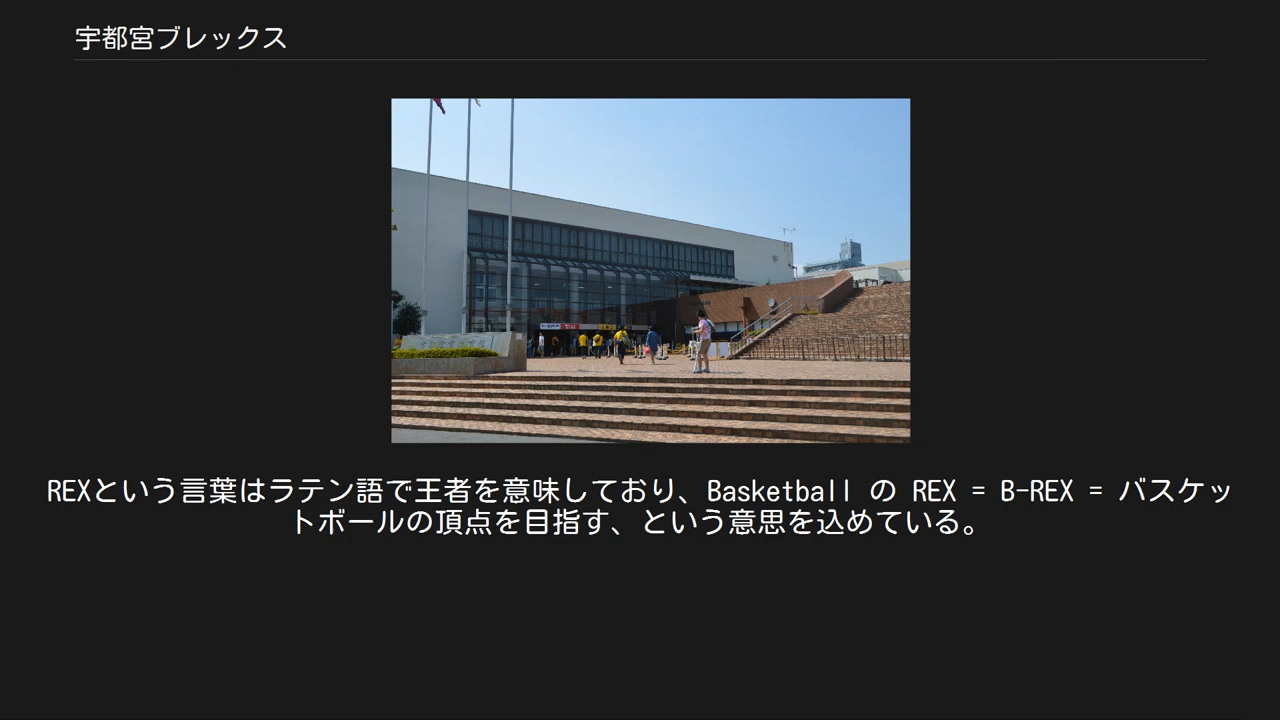 宇都宮ブレックス
REXという言葉はラテン語で王者を意味しており、Basketball の REX = B-REX = バスケッ
トボールの頂点を目指す、という意思を込めている。